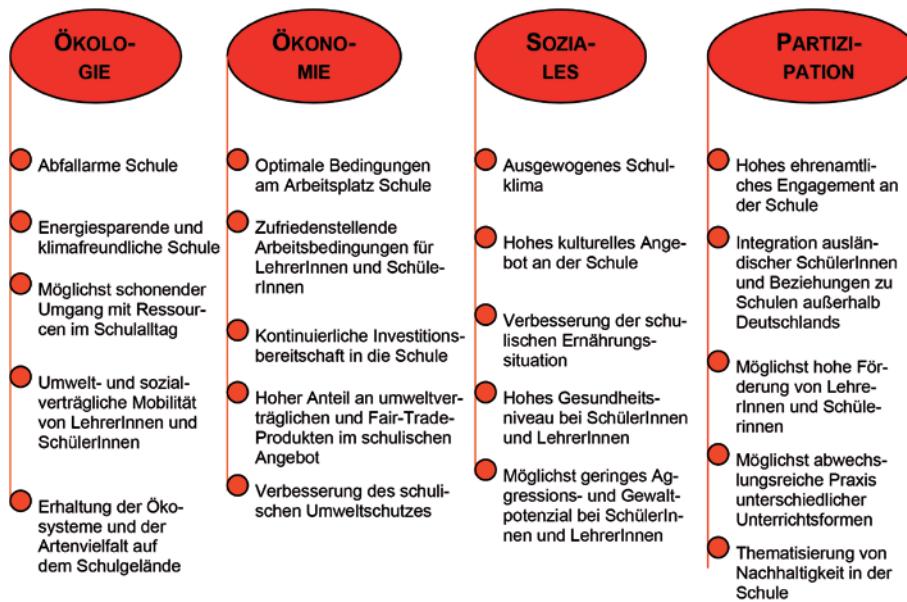 ÖKOLO-
GIE
Abfallarme Schule
Energiesparende und
klimafreundliche Schule
Möglichst schonender
Umgang mit Ressour-
cen im Schulalltag
Umwelt- und sozial-
verträgliche Mobilität
von LehrerInnen und
SchülerInnen
Erhaltung der Öko-
systeme und der
Artenvielfalt auf
dem Schulgelände
ÖKONO-
MIE
Optimale Bedingungen
am Arbeitsplatz Schule
Zufriedenstellende
Arbeitsbedingungen für
LehrerInnen und Schüle-
rInnen
Kontinuierliche Investitions-
bereitschaft in die Schule
Hoher Anteil an umweltver-
träglichen und Fair-Trade-
Produkten im schulischen
Angebot
Verbesserung des schuli-
schen Umweltschutzes
SOZIA-
LES
Ausgewogenes Schul-
klima
Hohes kulturelles Ange-
bot an der Schule
Verbesserung der schu-
lischen Ernährungs-
situation
Hohes Gesundheits-
niveau bei SchülerInnen
und LehrerInnen
Möglichst geringes Ag-
gressions- und Gewalt-
potenzial bei SchülerIn-
nen und LehrerInnen
PARTIZI-
PATION
Hohes ehrenamtli-
ches Engagement an
der Schule
Integration auslän-
discher SchülerInnen
und Beziehungen zu
Schulen außerhalb
Deutschlands
Möglichst hohe För-
derung von Lehre-
rInnen und Schüle-
rinnen
Möglichst abwechs-
lungsreiche Praxis
unterschiedlicher
Unterrichtsformen
Thematisierung von
Nachhaltigkeit in der
Schule